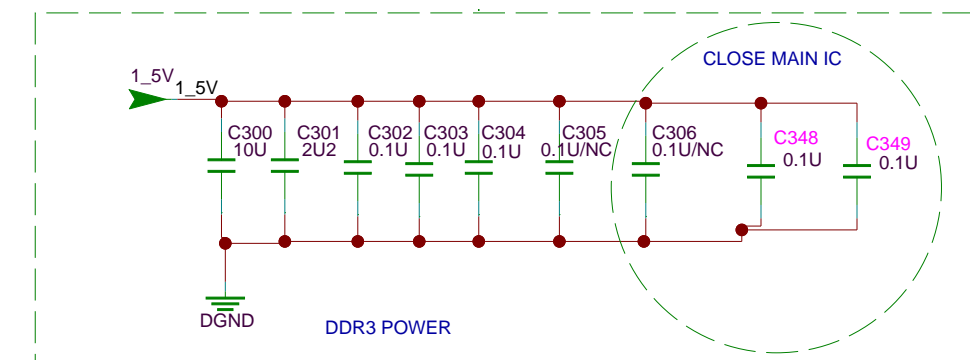 CLOSE MAIN IC
1_5V
1_5V
C300
10U
C301
2U2
C302
0.1U
C303
0.1U
C304
0.1U
C305
0.1U/NC
C306
0.1U/NC
C348
0.1U
C349
0.1U
DGND
DDR3 POWER